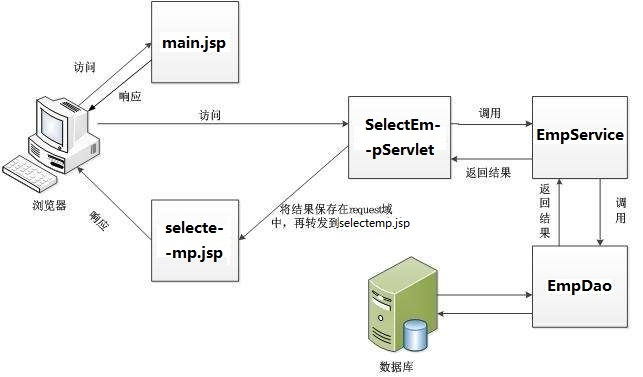 main.jsp
访问
响应
访问
SelectEm-
-pServlet
调用
EmpService
返回结果
浏览器
响应
selecte-
-mp.jsp
将结果保存在request域
中，再转发到selectemp.jsp
返回结果
调用
EmpDao
数据库